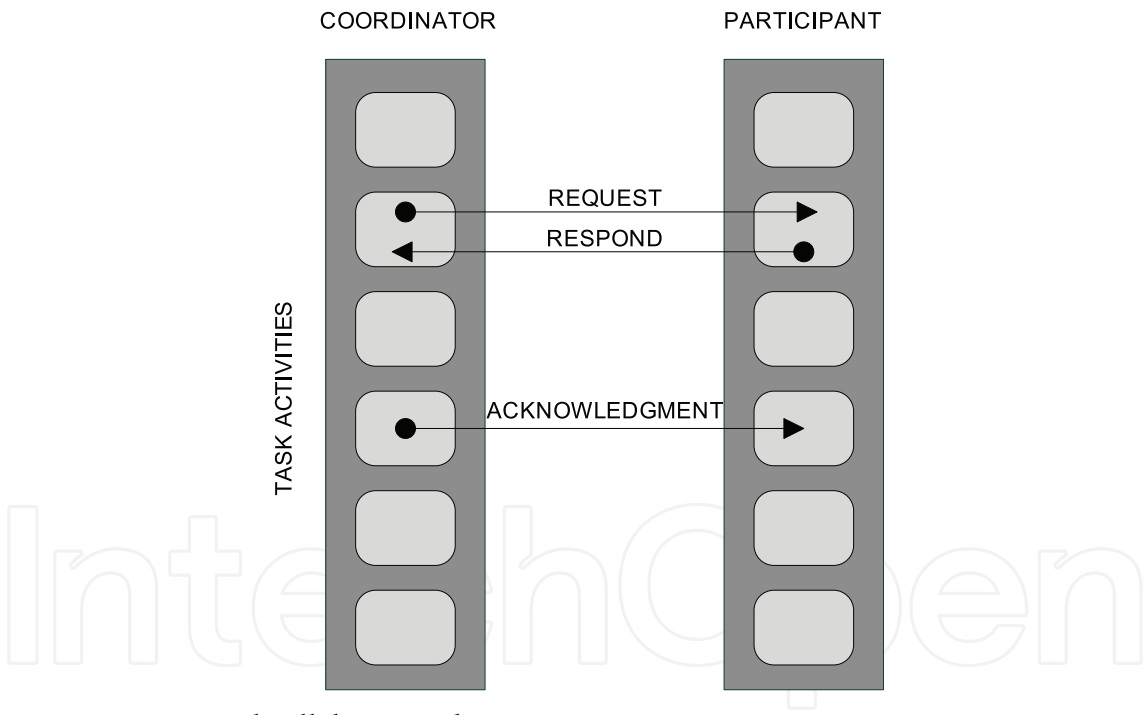 COORDINATOR
PARTICIPANT
REQUEST
RESPOND
TASK ACTIVITIES
ACKNOWLEDGMENT
IntechOpen